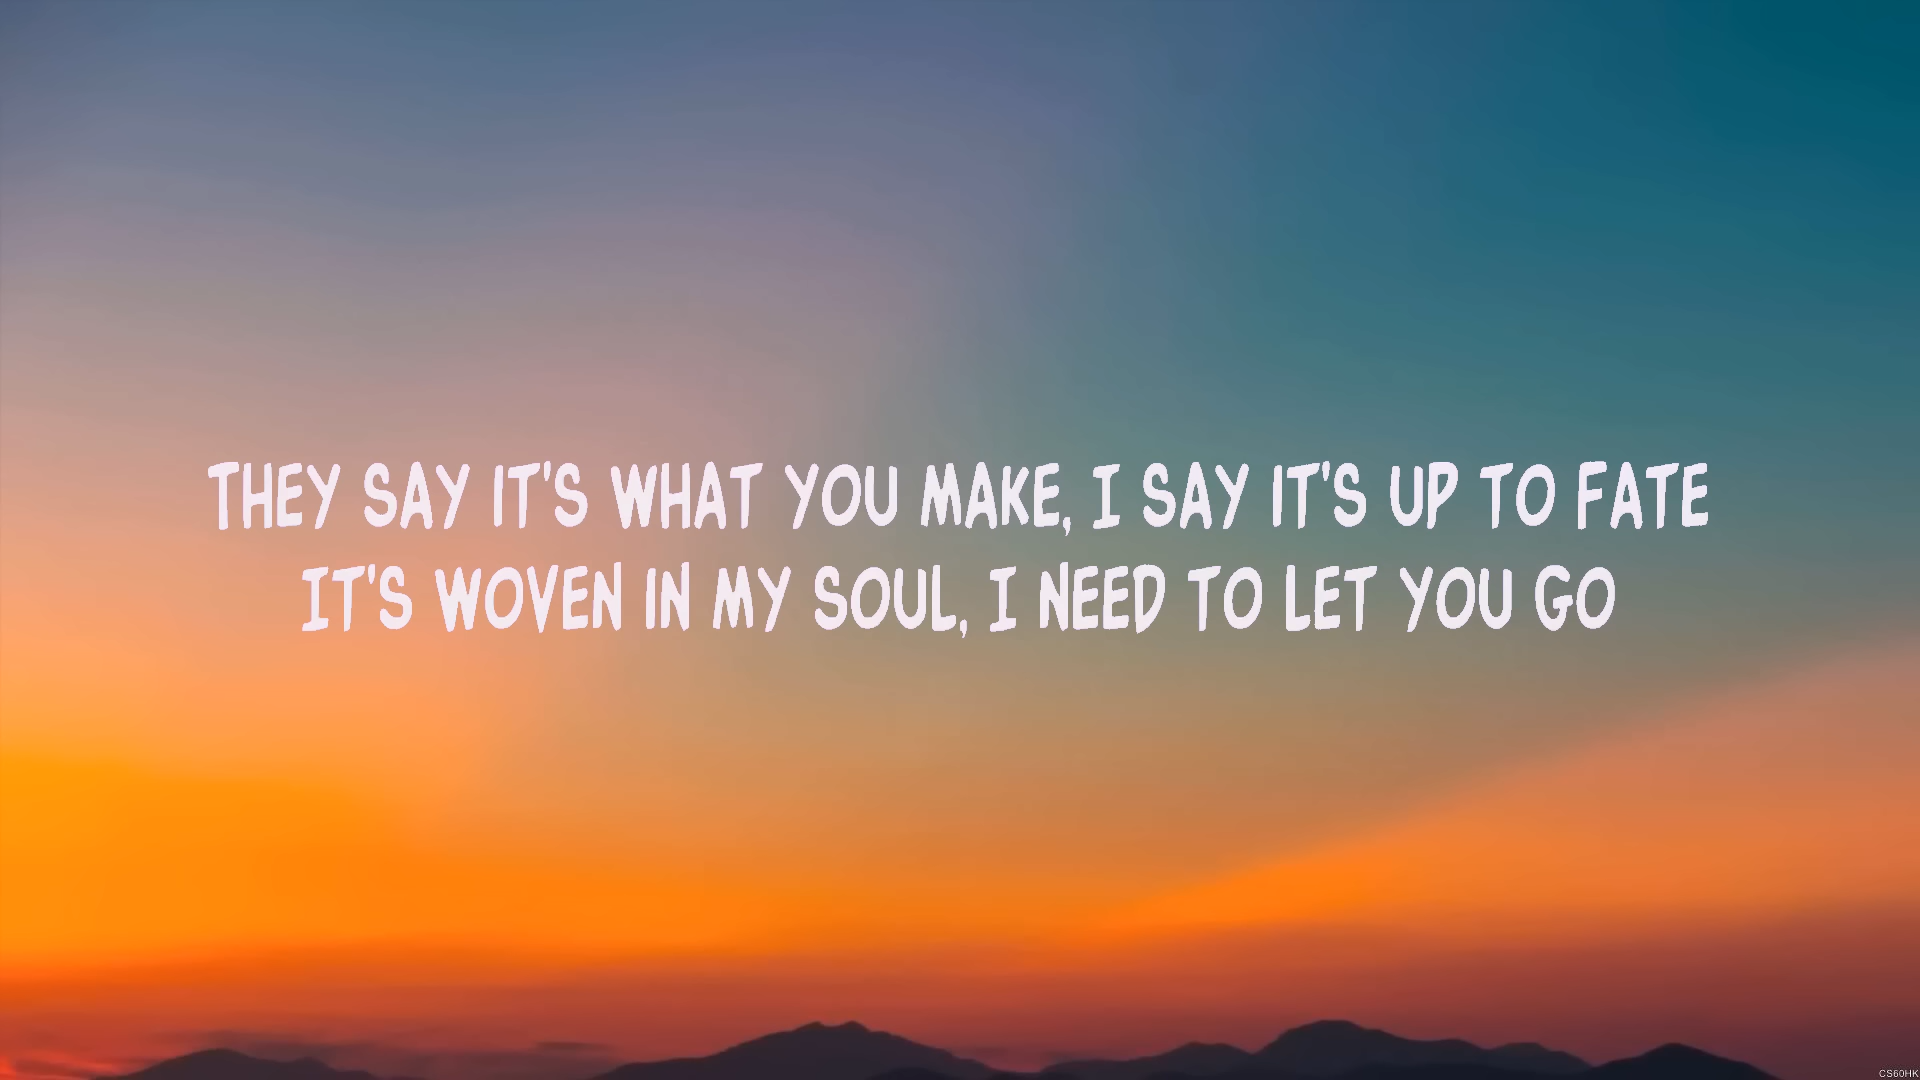 THEY SAY IT'S WHAT YOU MAKE, I SAY IT'S UP TO FATE
IT'S WOVEN IN MY SOUL, I NEED TO LET YOU GO
CS60HK